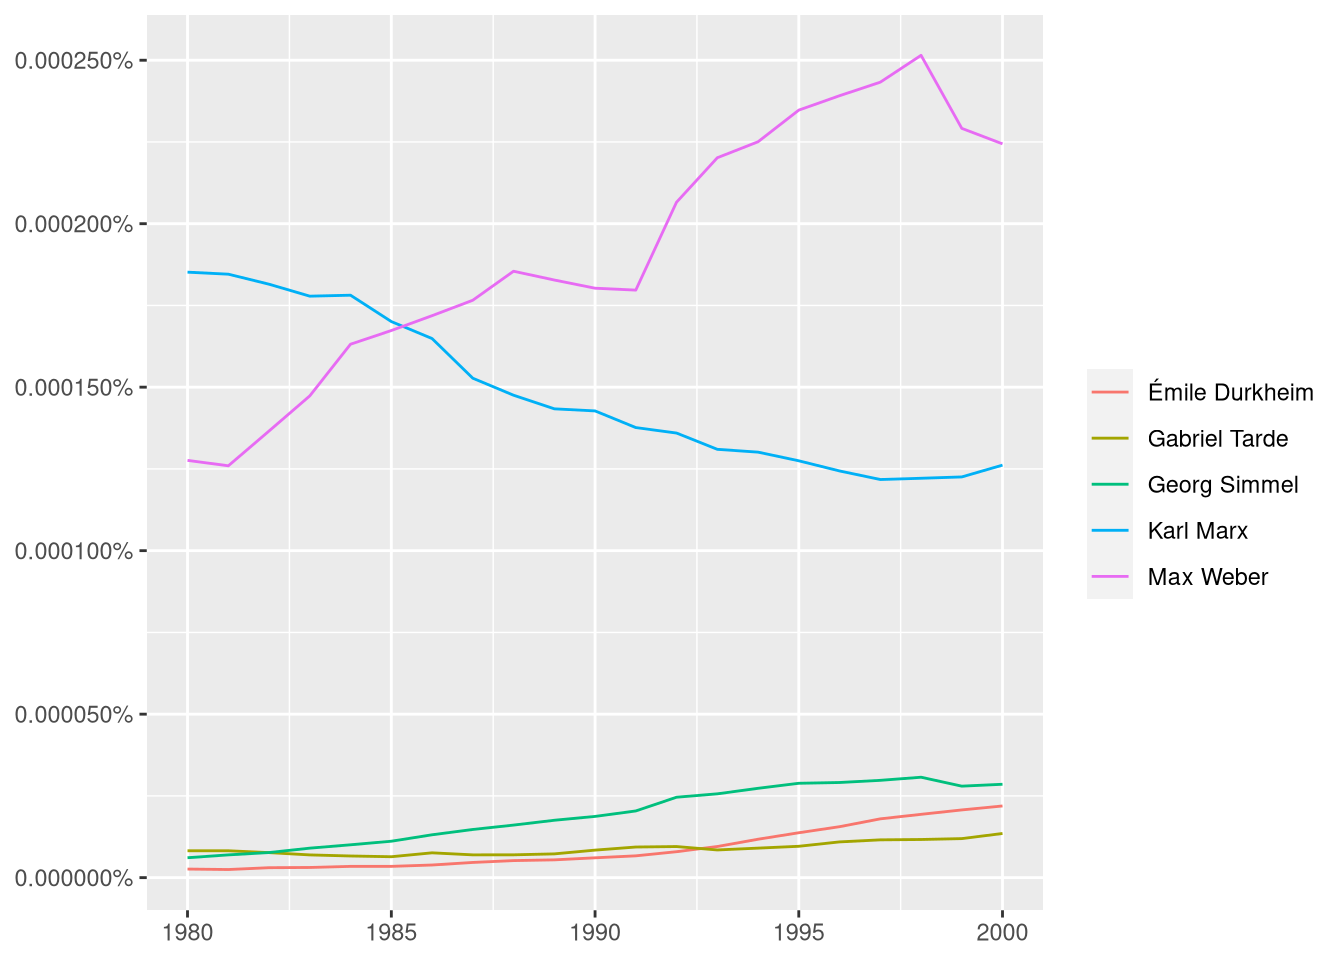 0.000250%
0.000200%
0.000150%
0.000100%
0.000050%
0.000000%
1980 1985 1990 1995 2000
Émile Durkheim
Gabriel Tarde
Georg Simmel
Karl Marx
Max Weber